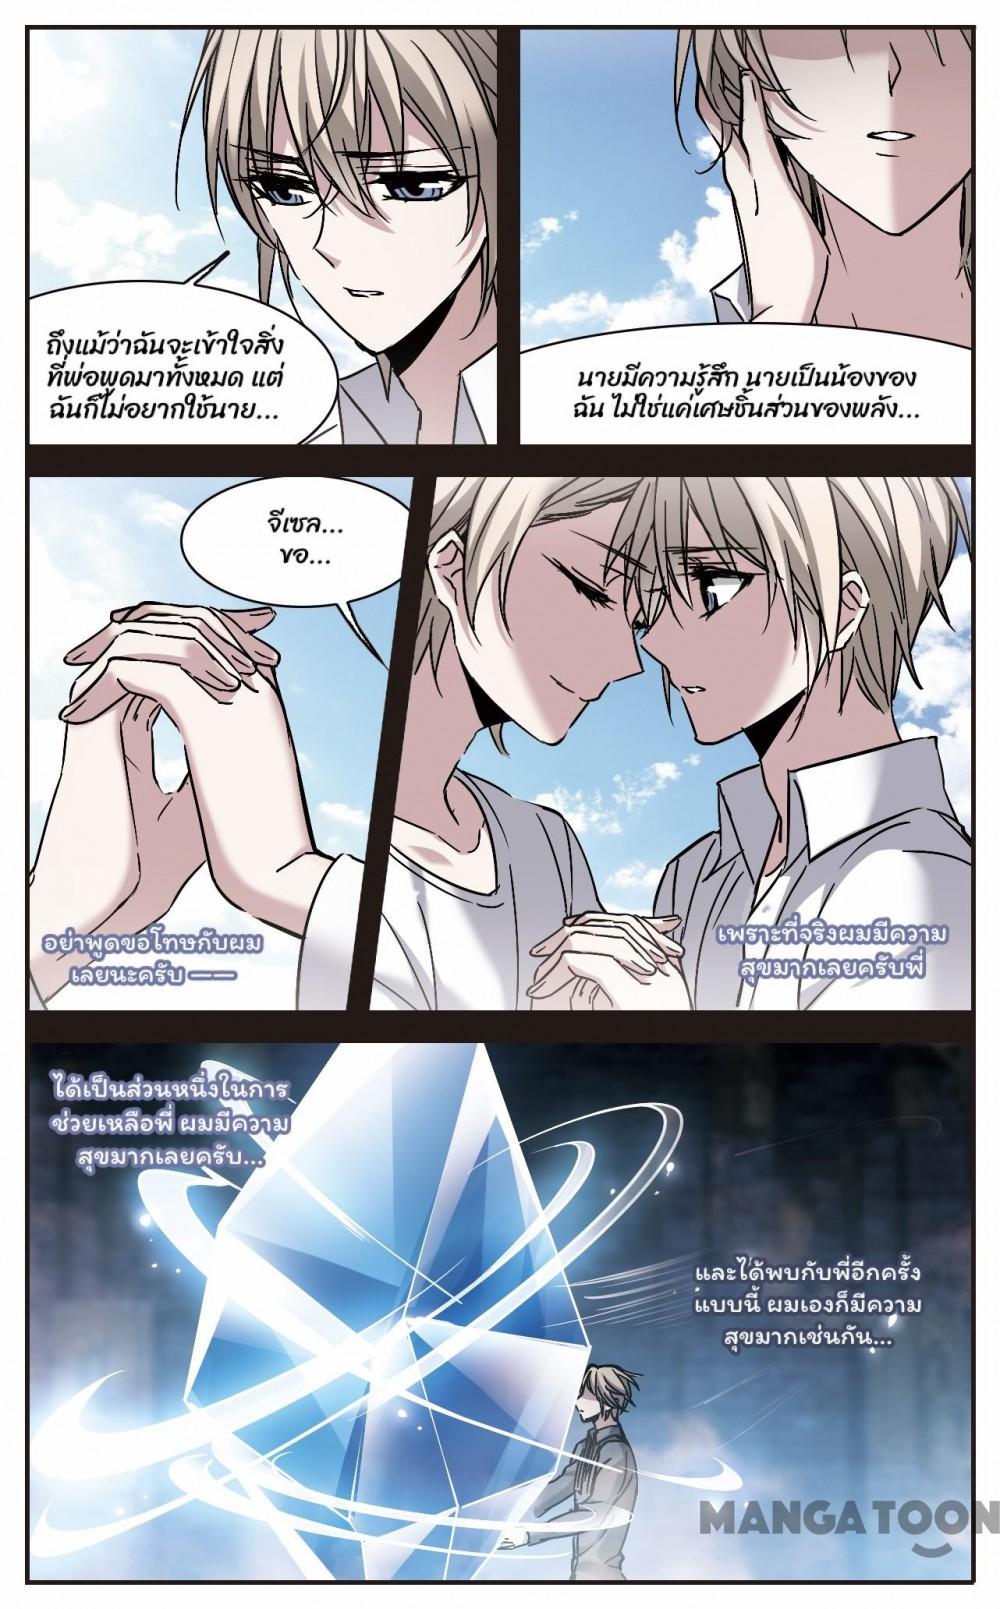 ถึงแม้ว่าฉันจะเข้าใจสิ่ง
ที่พ่อพูดมาทั้งหมด แต่
ฉันก็ไม่อยากใช้นาย...
นายมีความรู้สึก นายเป็นน้องของ
ฉัน ไม่ใช่แค่เศษชิ้นส่วนของพลัง...
จีเซล...
ขอ...
อย่าพูดขอโทษกับผม
เลยนะครับ ——
เพราะที่จริงผมมีความ
สุขมากเลยครับพี่
ได้เป็นส่วนหนึ่งในการ
ช่วยเหลือพี่ ผมมีความ
สุขมากเลยครับ...
และได้พบกับพี่อีกครั้ง
แบบนี้ ผมเองก็มีความ
สุขมากเช่นกัน...
MANGATOON